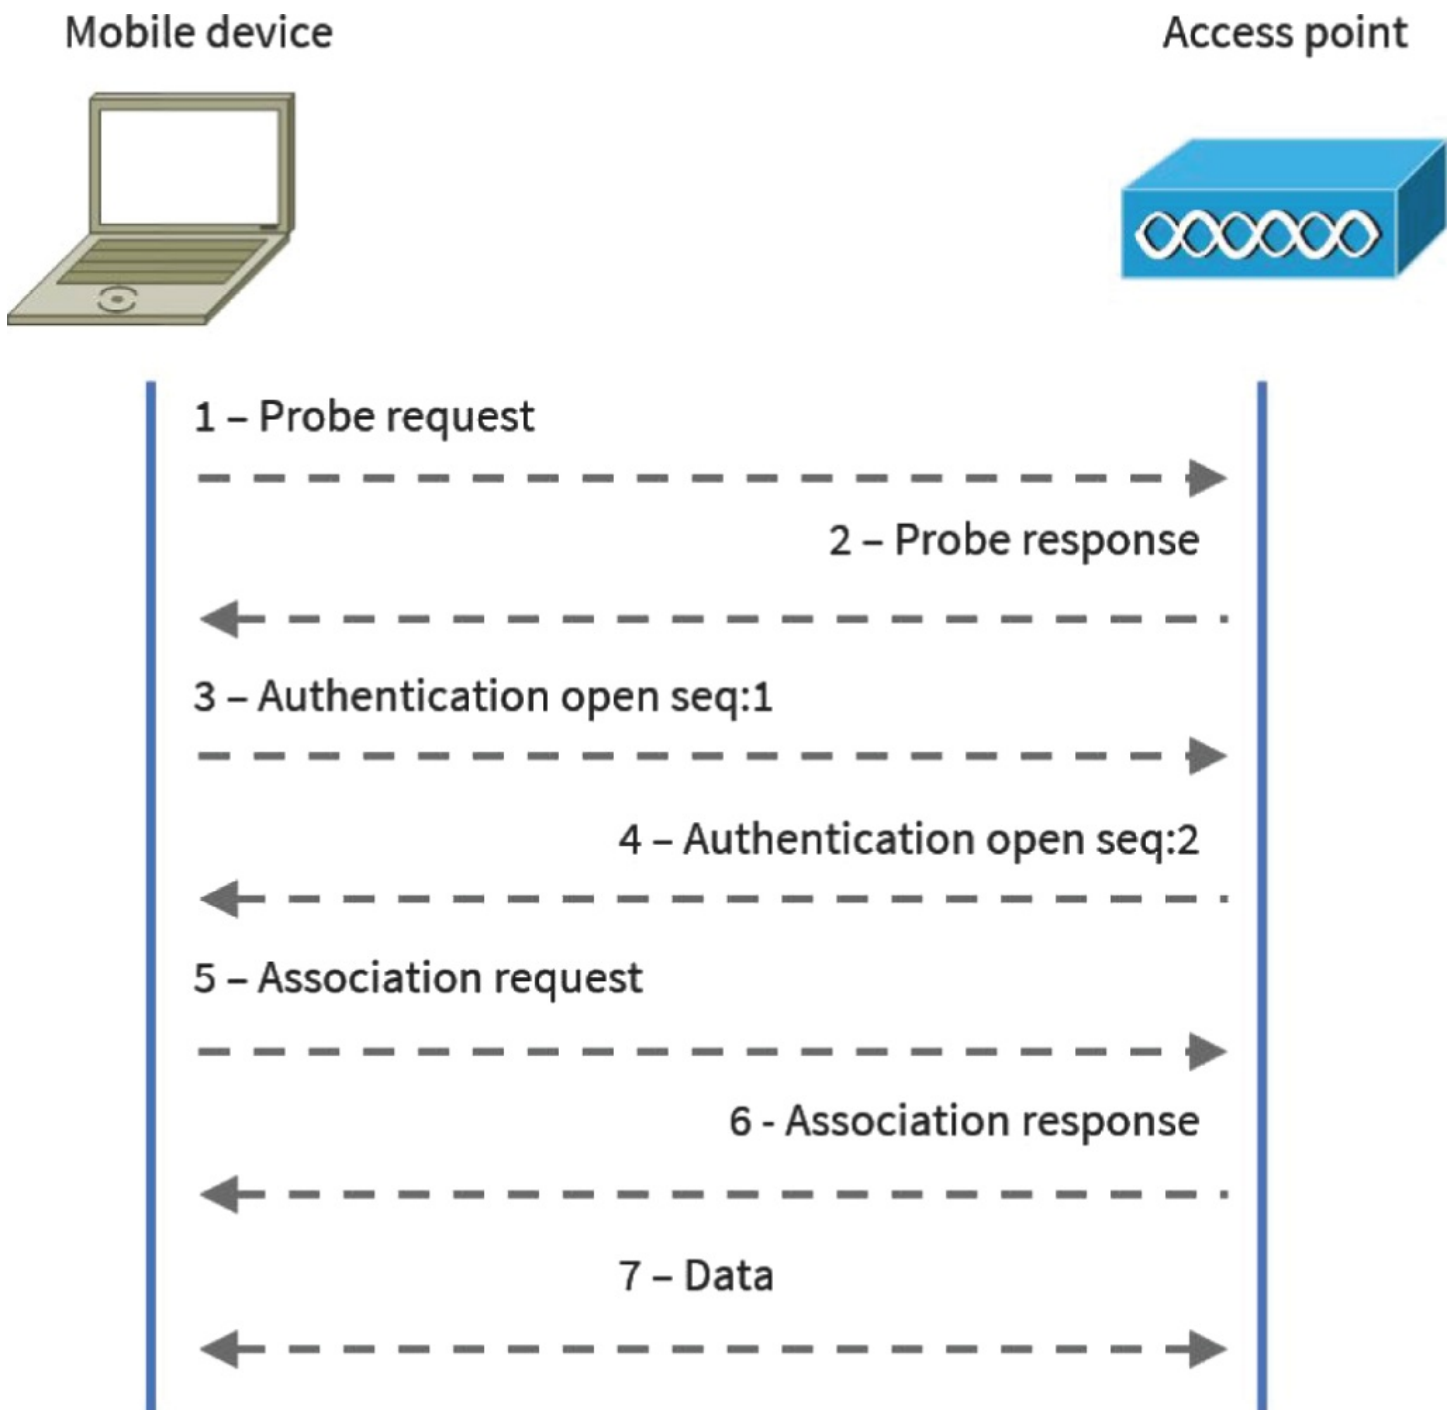 Mobile device
Access point
1 – Probe request
2 – Probe response
3 – Authentication open seq:1
4 – Authentication open seq:2
5 – Association request
6 - Association response
7 – Data